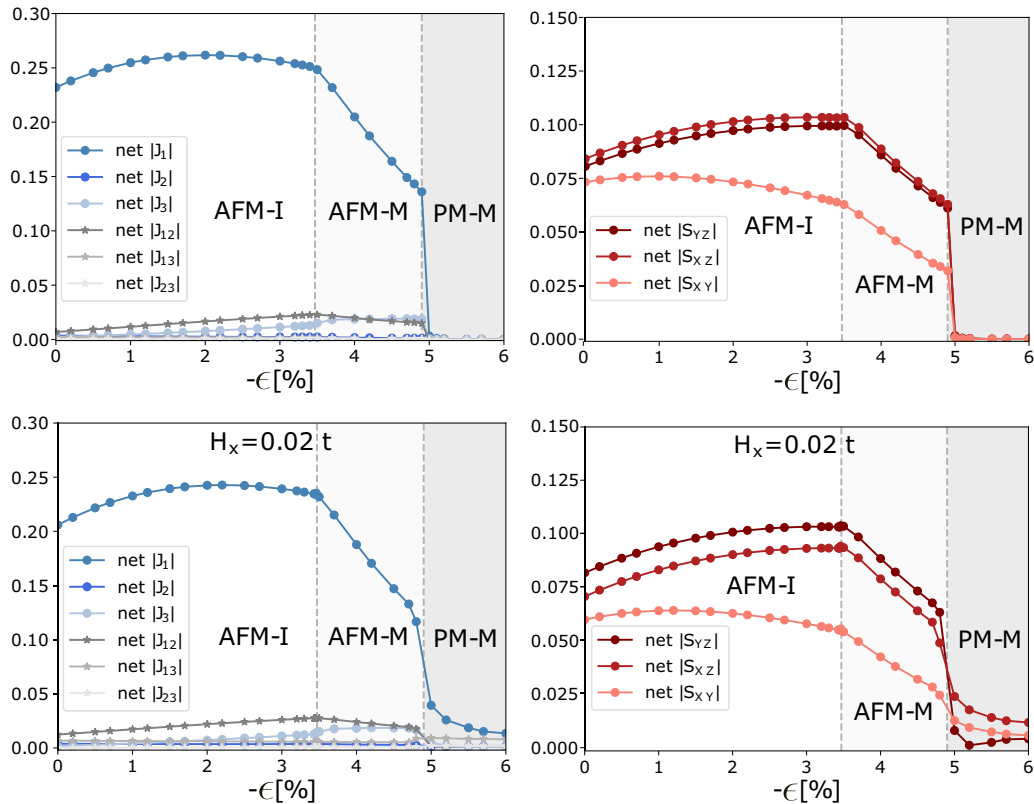 0.30
0.25
0.20
0.15
0.10
0.05
0.00
net |J1|
net |J2|
net |J3|
net |J12|
net |J13|
net |J23|
AFM-I
AFM-M
PM-M
0 1 2 3 4 5 6
-ϵ[%]
0.150
0.125
0.100
0.075
0.050
0.025
0.000
net |SYZ|
net |SXZ|
net |SXY|
AFM-I
AFM-M
PM-M
0 1 2 3 4 5 6
-ϵ[%]
0.30
0.25
0.20
0.15
0.10
0.05
0.00
Hx=0.02 t
net |J1|
net |J2|
net |J3|
net |J12|
net |J13|
net |J23|
AFM-I
AFM-M
PM-M
0 1 2 3 4 5 6
-ϵ[%]
0.150
0.125
0.100
0.075
0.050
0.025
0.000
Hx=0.02 t
AFM-I
net |SYZ|
net |SXZ|
net |SXY|
AFM-M
PM-M
0 1 2 3 4 5 6
-ϵ[%]